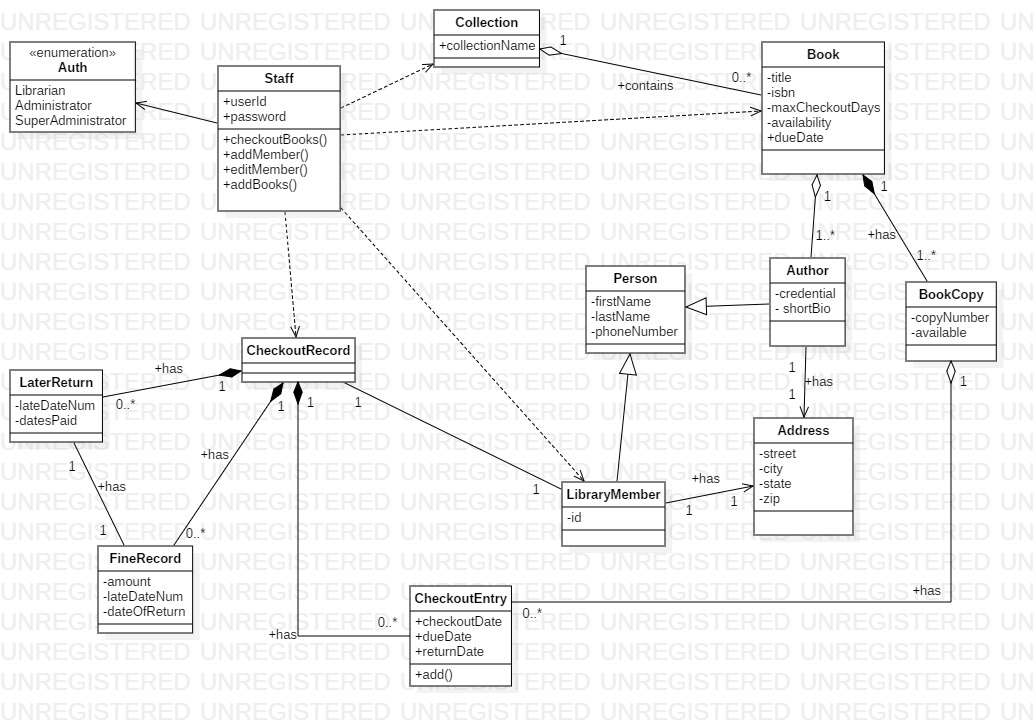 Collection
+collectionName
«enumeration»
Auth
Librarian
Administrator
SuperAdministrator
Staff
+userId
+password
+checkoutBooks()
+addMember()
+editMember()
+addBooks()
1
+contains
0..*
Book
-title
-isbn
-maxCheckoutDays
-availability
+dueDate
1
1..*
1
+has
1..*
Person
-firstName
-lastName
-phoneNumber
Author
-credential
- shortBio
BookCopy
-copyNumber
-available
CheckoutRecord
LaterReturn
-lateDateNum
-datesPaid
+has
1
0..*
1
+has
1
1
+has
0..*
1
+has
0..*
1
1
1
+has
1
Address
-street
-city
-state
-zip
LibraryMember
-id
+has
1
1
1
+has
0..*
FineRecord
-amount
-lateDateNum
-dateOfReturn
CheckoutEntry
+checkoutDate
+dueDate
+returnDate
+add()
UNREGISTERED UNREGISTERED UNREGISTERED UNREGISTERED UNREGISTERED